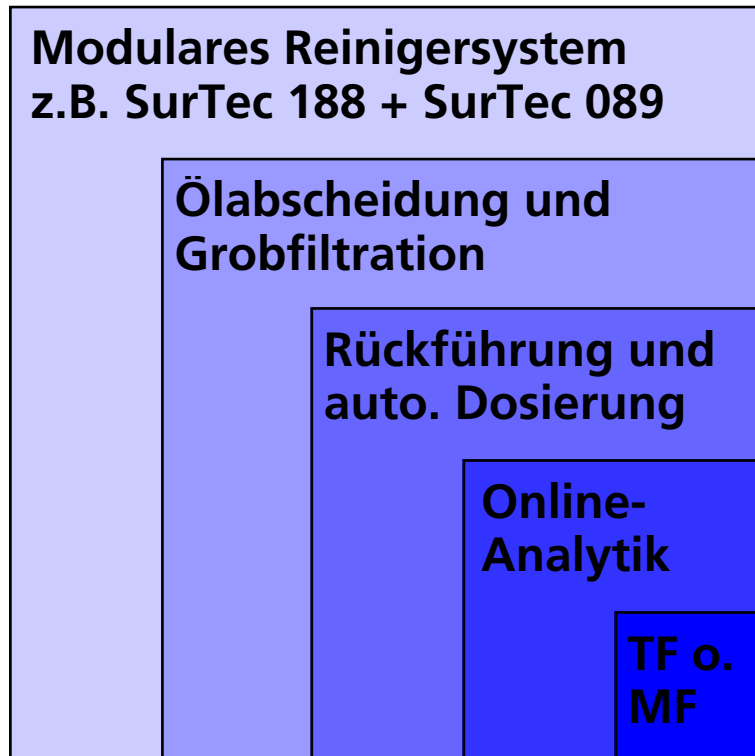 Modulares Reinigersystem
z.B. SurTec 188 + SurTec 089
Ölabscheidung und
Grobfiltration
Rückführung und
auto. Dosierung
Online-
Analytik
TF o.
MF